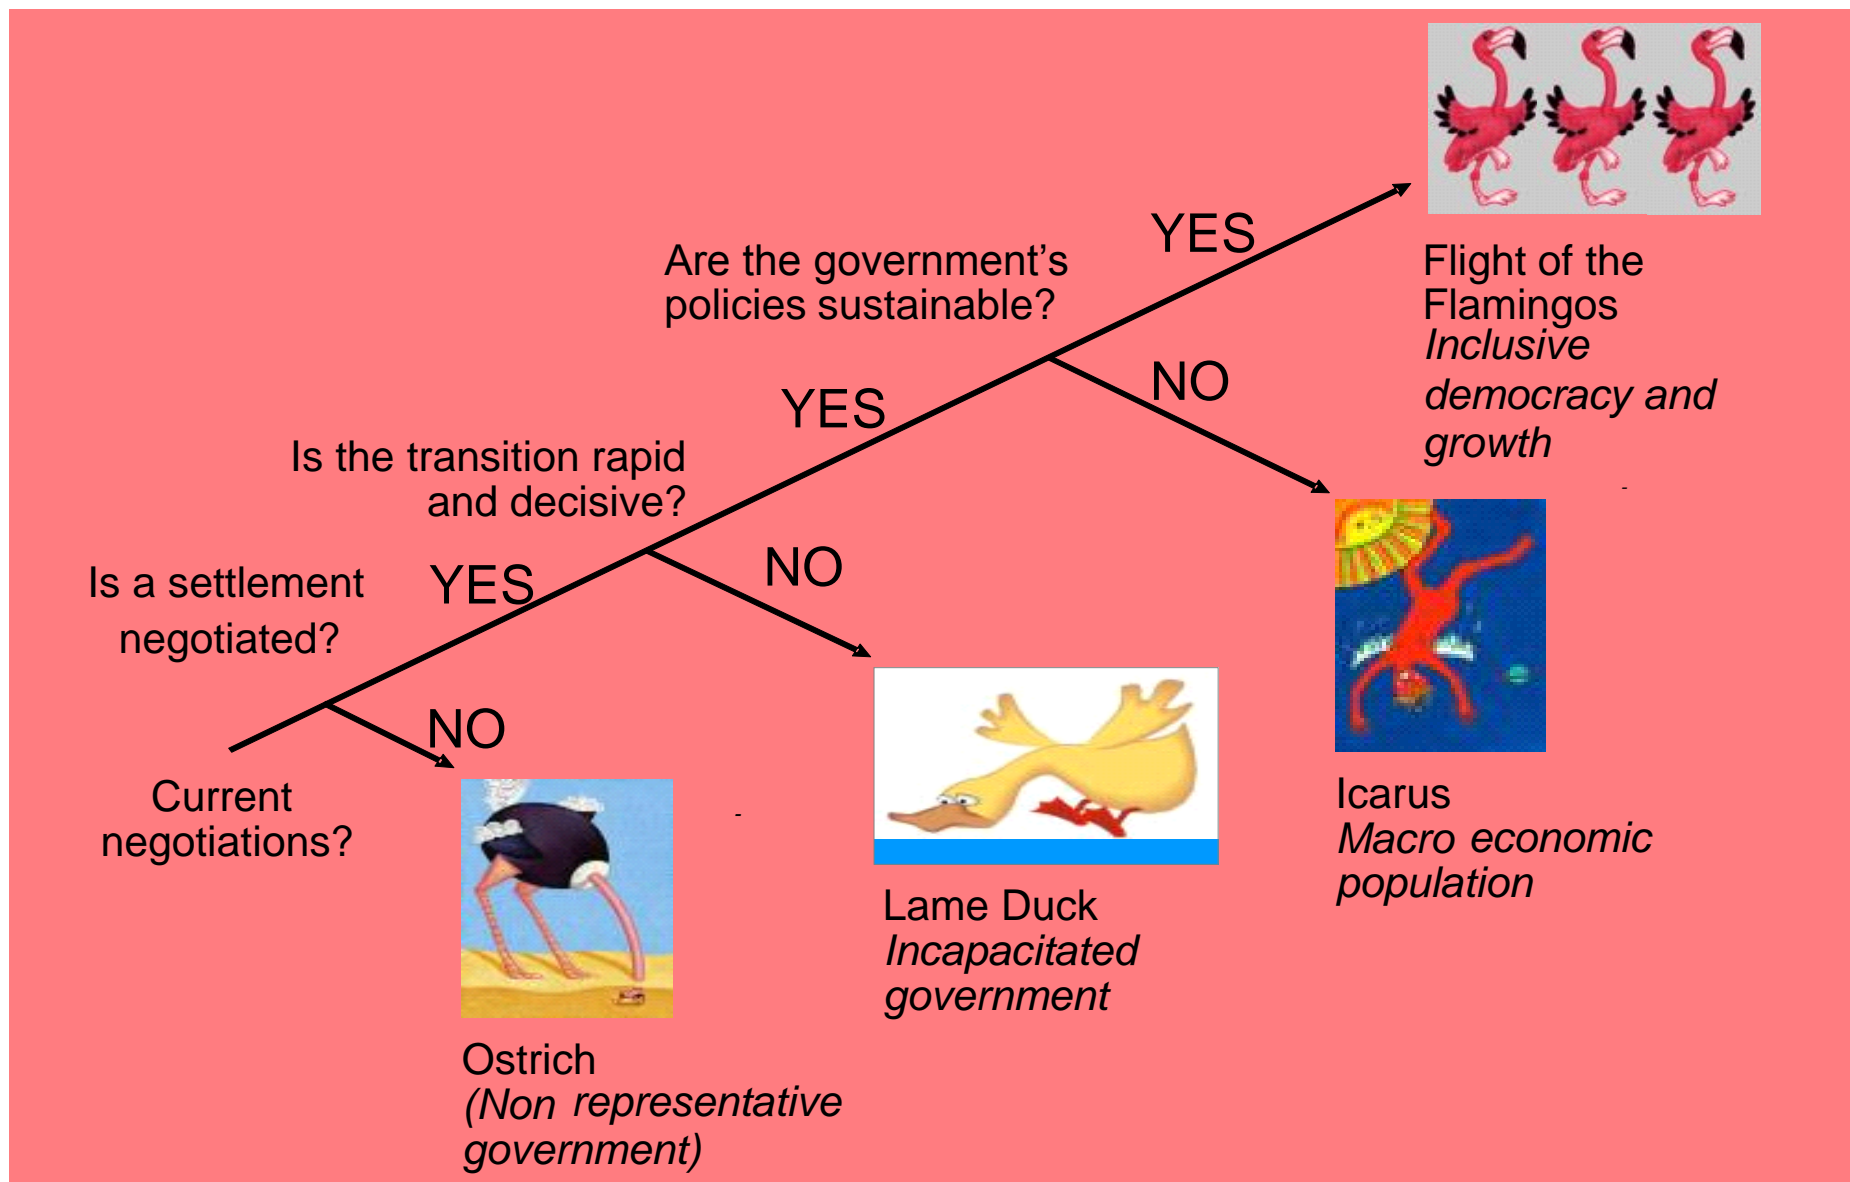 YES
Are the government’s
policies sustainable?
Flight of the
Flamingos
Inclusive
democracy and
growth
-
NO
YES
Is the transition rapid
and decisive?
NO
Is a settlement
negotiated?
YES
NO
Current
negotiations?
-
Icarus
Macro economic
population
Lame Duck
Incapacitated
government
Ostrich
(Non representative
government)